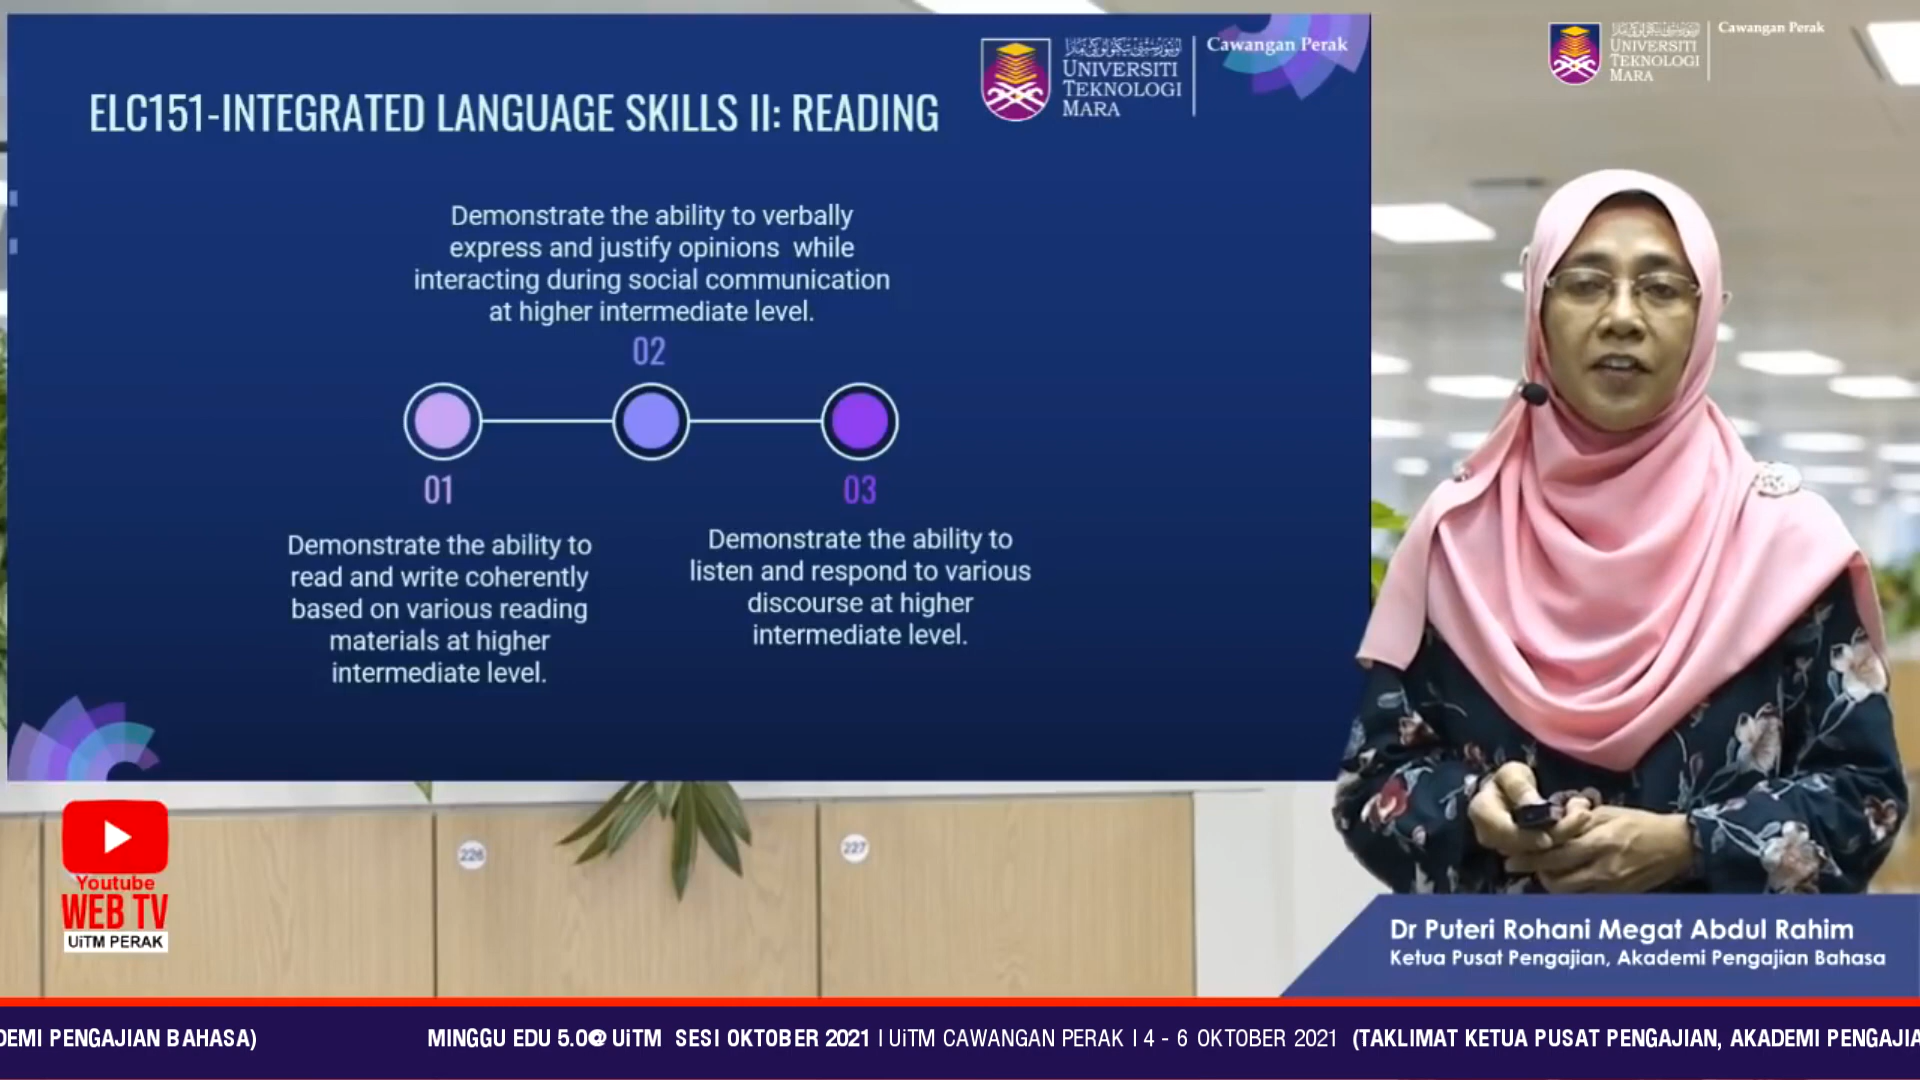 ELC151-INTEGRATED LANGUAGE SKILLS II: READING
UNIVERSITI
TEKNOLOGI
MARA
Cawangan Perak
UNIVERSITI
TEKNOLOGI
MARA
Cawangan Perak
Demonstrate the ability to verbally
express and justify opinions while
interacting during social communication
at higher intermediate level.
02
01
03
Demonstrate the ability to
read and write coherently
based on various reading
materials at higher
intermediate level.
Demonstrate the ability to
listen and respond to various
discourse at higher
intermediate level.
226
227
Youtube
WEB TV
UiTM PERAK
Dr Puteri Rohani Megat Abdul Rahim
Ketua Pusat Pengajian, Akademi Pengajian Bahasa
DEMI PENGAJIAN BAHASA) MINGGU EDU 5.0@ UiTM SESI OKTOBER 2021 | UiTM CAWANGAN PERAK | 4 - 6 OKTOBER 2021 (TAKLIMAT KETUA PUSAT PENGAJIAN, AKADEMI PENGAJIA